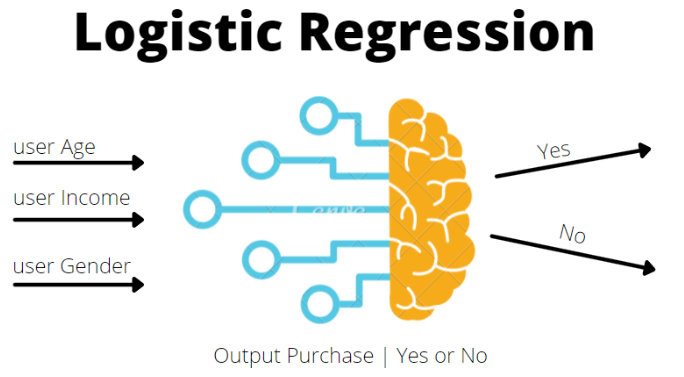 Logistic Regression
user Age
user Income
user Gender
Yes
No
Output Purchase | Yes or No